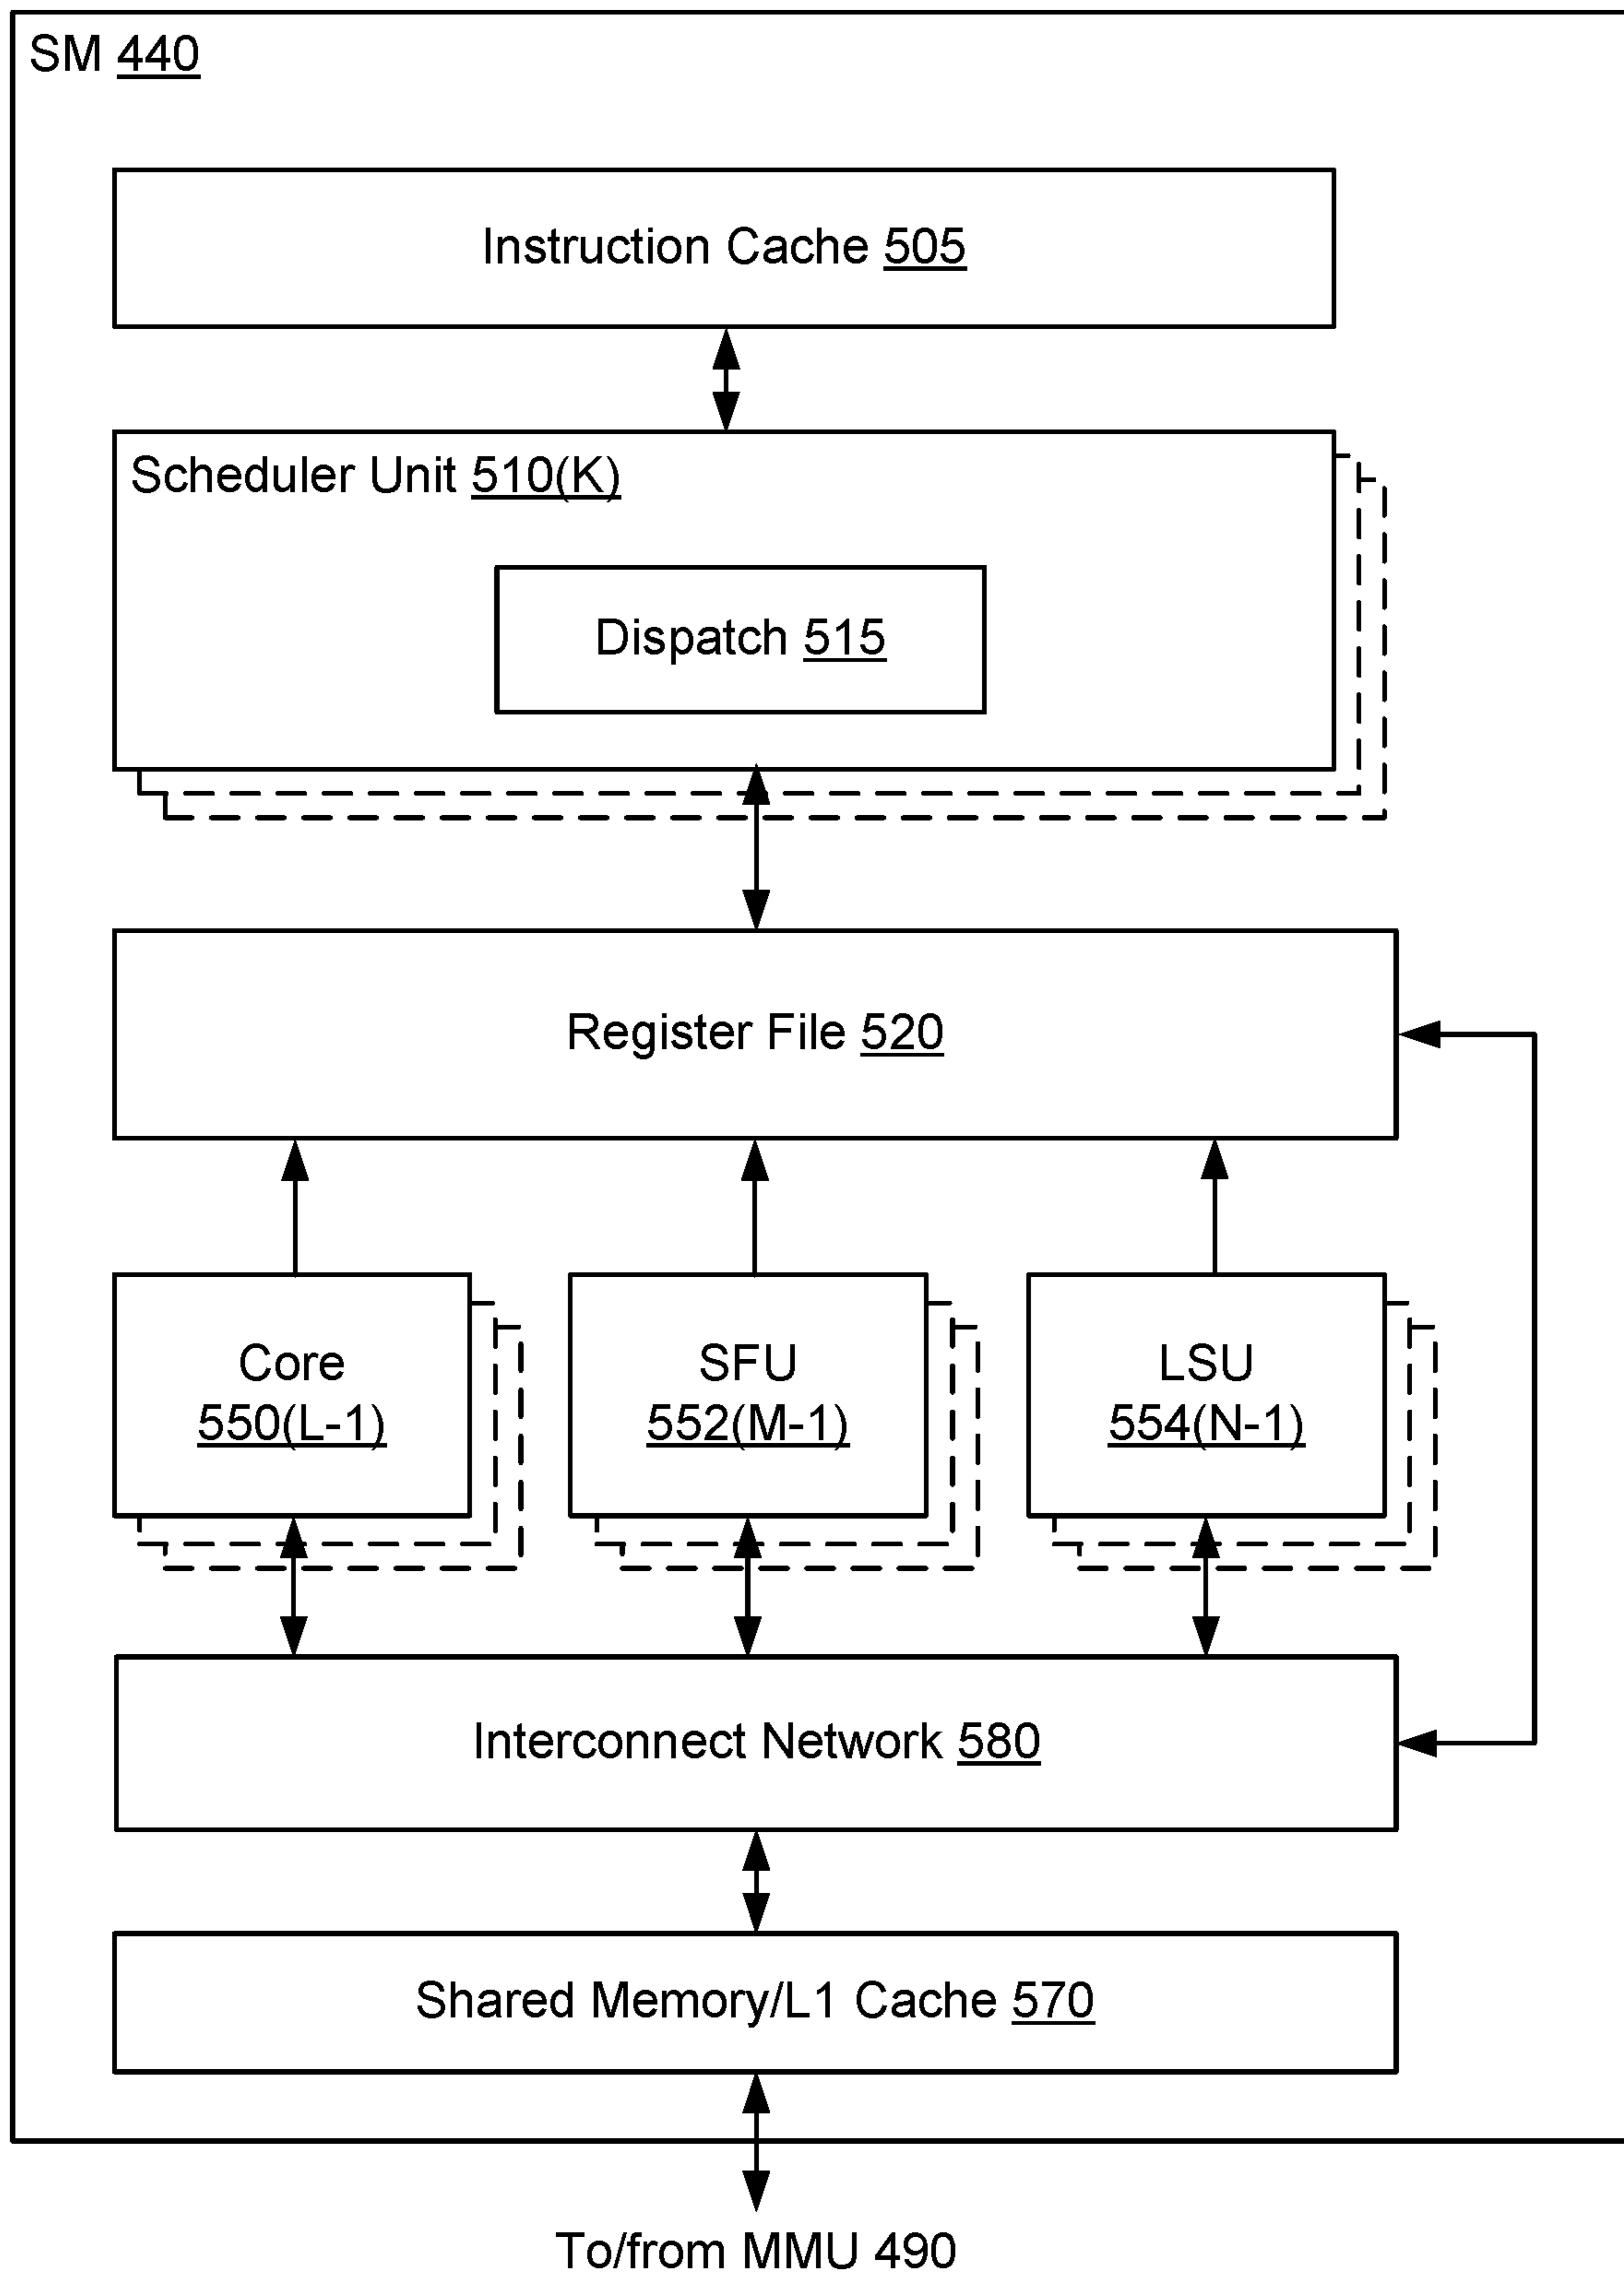 SM 440
Instruction Cache 505
Scheduler Unit 510(K)
Dispatch 515
Register File 520
Core
550(L-1)
SFU
552(M-1)
LSU
554(N-1)
Interconnect Network 580
Shared Memory/L1 Cache 570
To/from MMU 490